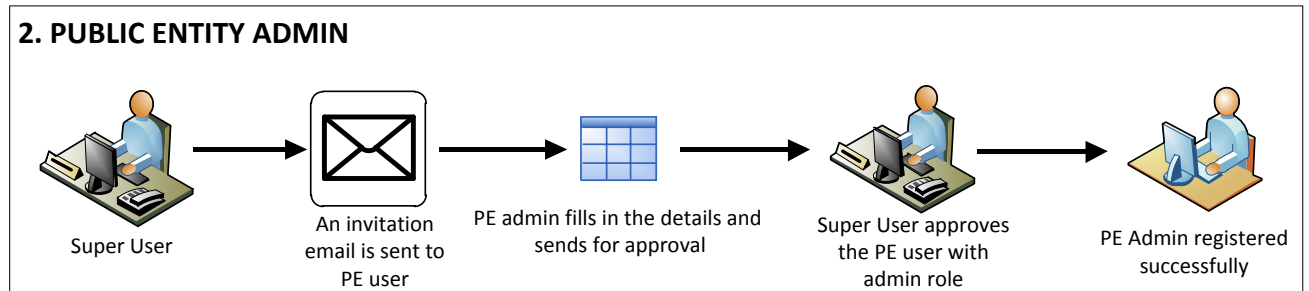 2. PUBLIC ENTITY ADMIN
Super User
An invitation
email is sent to
PE user
PE admin fills in the details and
sends for approval
Super User approves
the PE user with
admin role
PE Admin registered
successfully